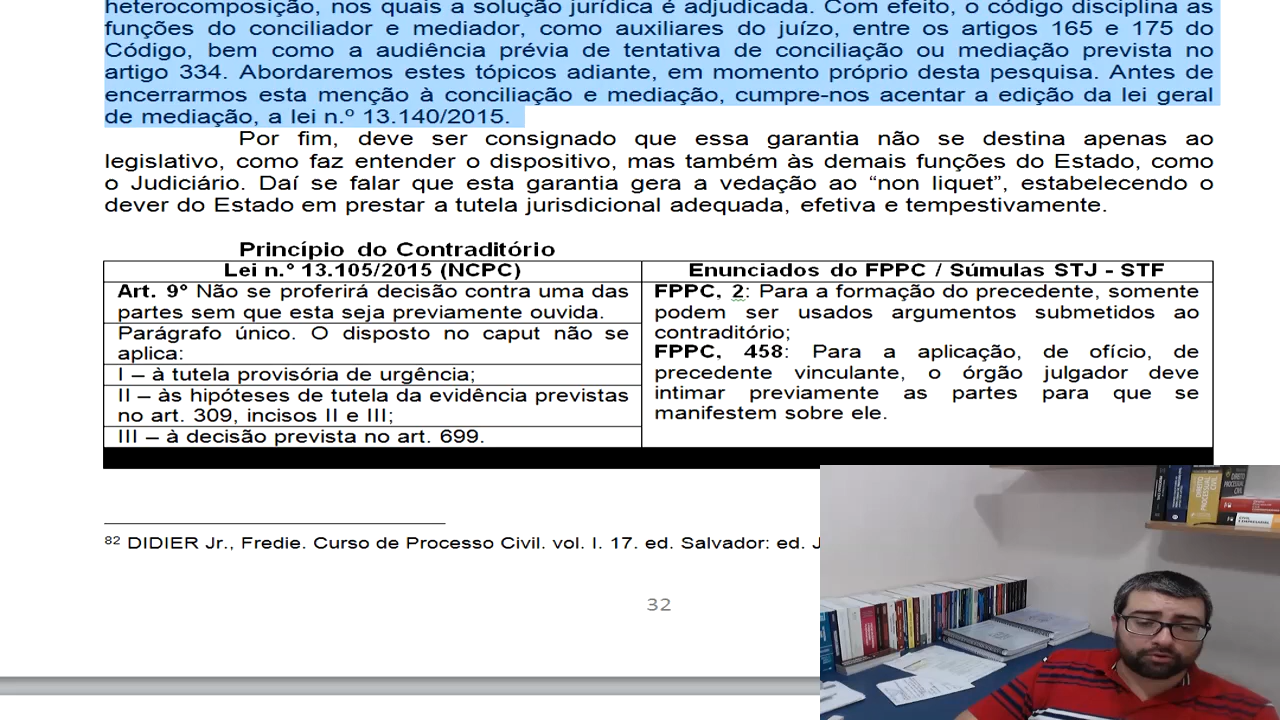 heterocomposição, nos quais a solução jurídica é adjudicada. Com efeito, o código disciplina as
funções do conciliador e mediador, como auxiliares do juízo, entre os artigos 165 e 175 do
Código, bem como a audiência prévia de tentativa de conciliação ou mediação prevista no
artigo 334. Abordaremos estes tópicos adiante, em momento próprio desta pesquisa. Antes de
encerrarmos esta menção à conciliação e mediação, cumpre-nos acentar a edição da lei geral
de mediação, a lei n.º 13.140/2015.
Por fim, deve ser consignado que essa garantia não se destina apenas ao
legislativo, como faz entender o dispositivo, mas também às demais funções do Estado, como
o Judiciário. Daí se falar que esta garantia gera a vedação ao “non liquet”, estabelecendo o
dever do Estado em prestar a tutela jurisdicional adequada, efetiva e tempestivamente.
Princípio do Contraditório
Lei n.º 13.105/2015 (NCPC)
Art. 9º Não se proferirá decisão contra uma das
partes sem que esta seja previamente ouvida.
Parágrafo único. O disposto no caput não se
aplica:
I – à tutela provisória de urgência;
II – às hipóteses de tutela da evidência previstas
no art. 309, incisos II e III;
III – à decisão prevista no art. 699.
Enunciados do FPPC / Súmulas STJ - STF
FPPC, 2: Para a formação do precedente, somente
podem ser usados argumentos submetidos ao
contraditório;
FPPC, 458: Para a aplicação, de ofício, de
precedente vinculante, o órgão julgador deve
intimar previamente as partes para que se
manifestem sobre ele.
82 DIDIER Jr., Fredie. Curso de Processo Civil. vol. I. 17. ed. Salvador: ed. J
32
DIREITO PROCESSUAL CIVIL